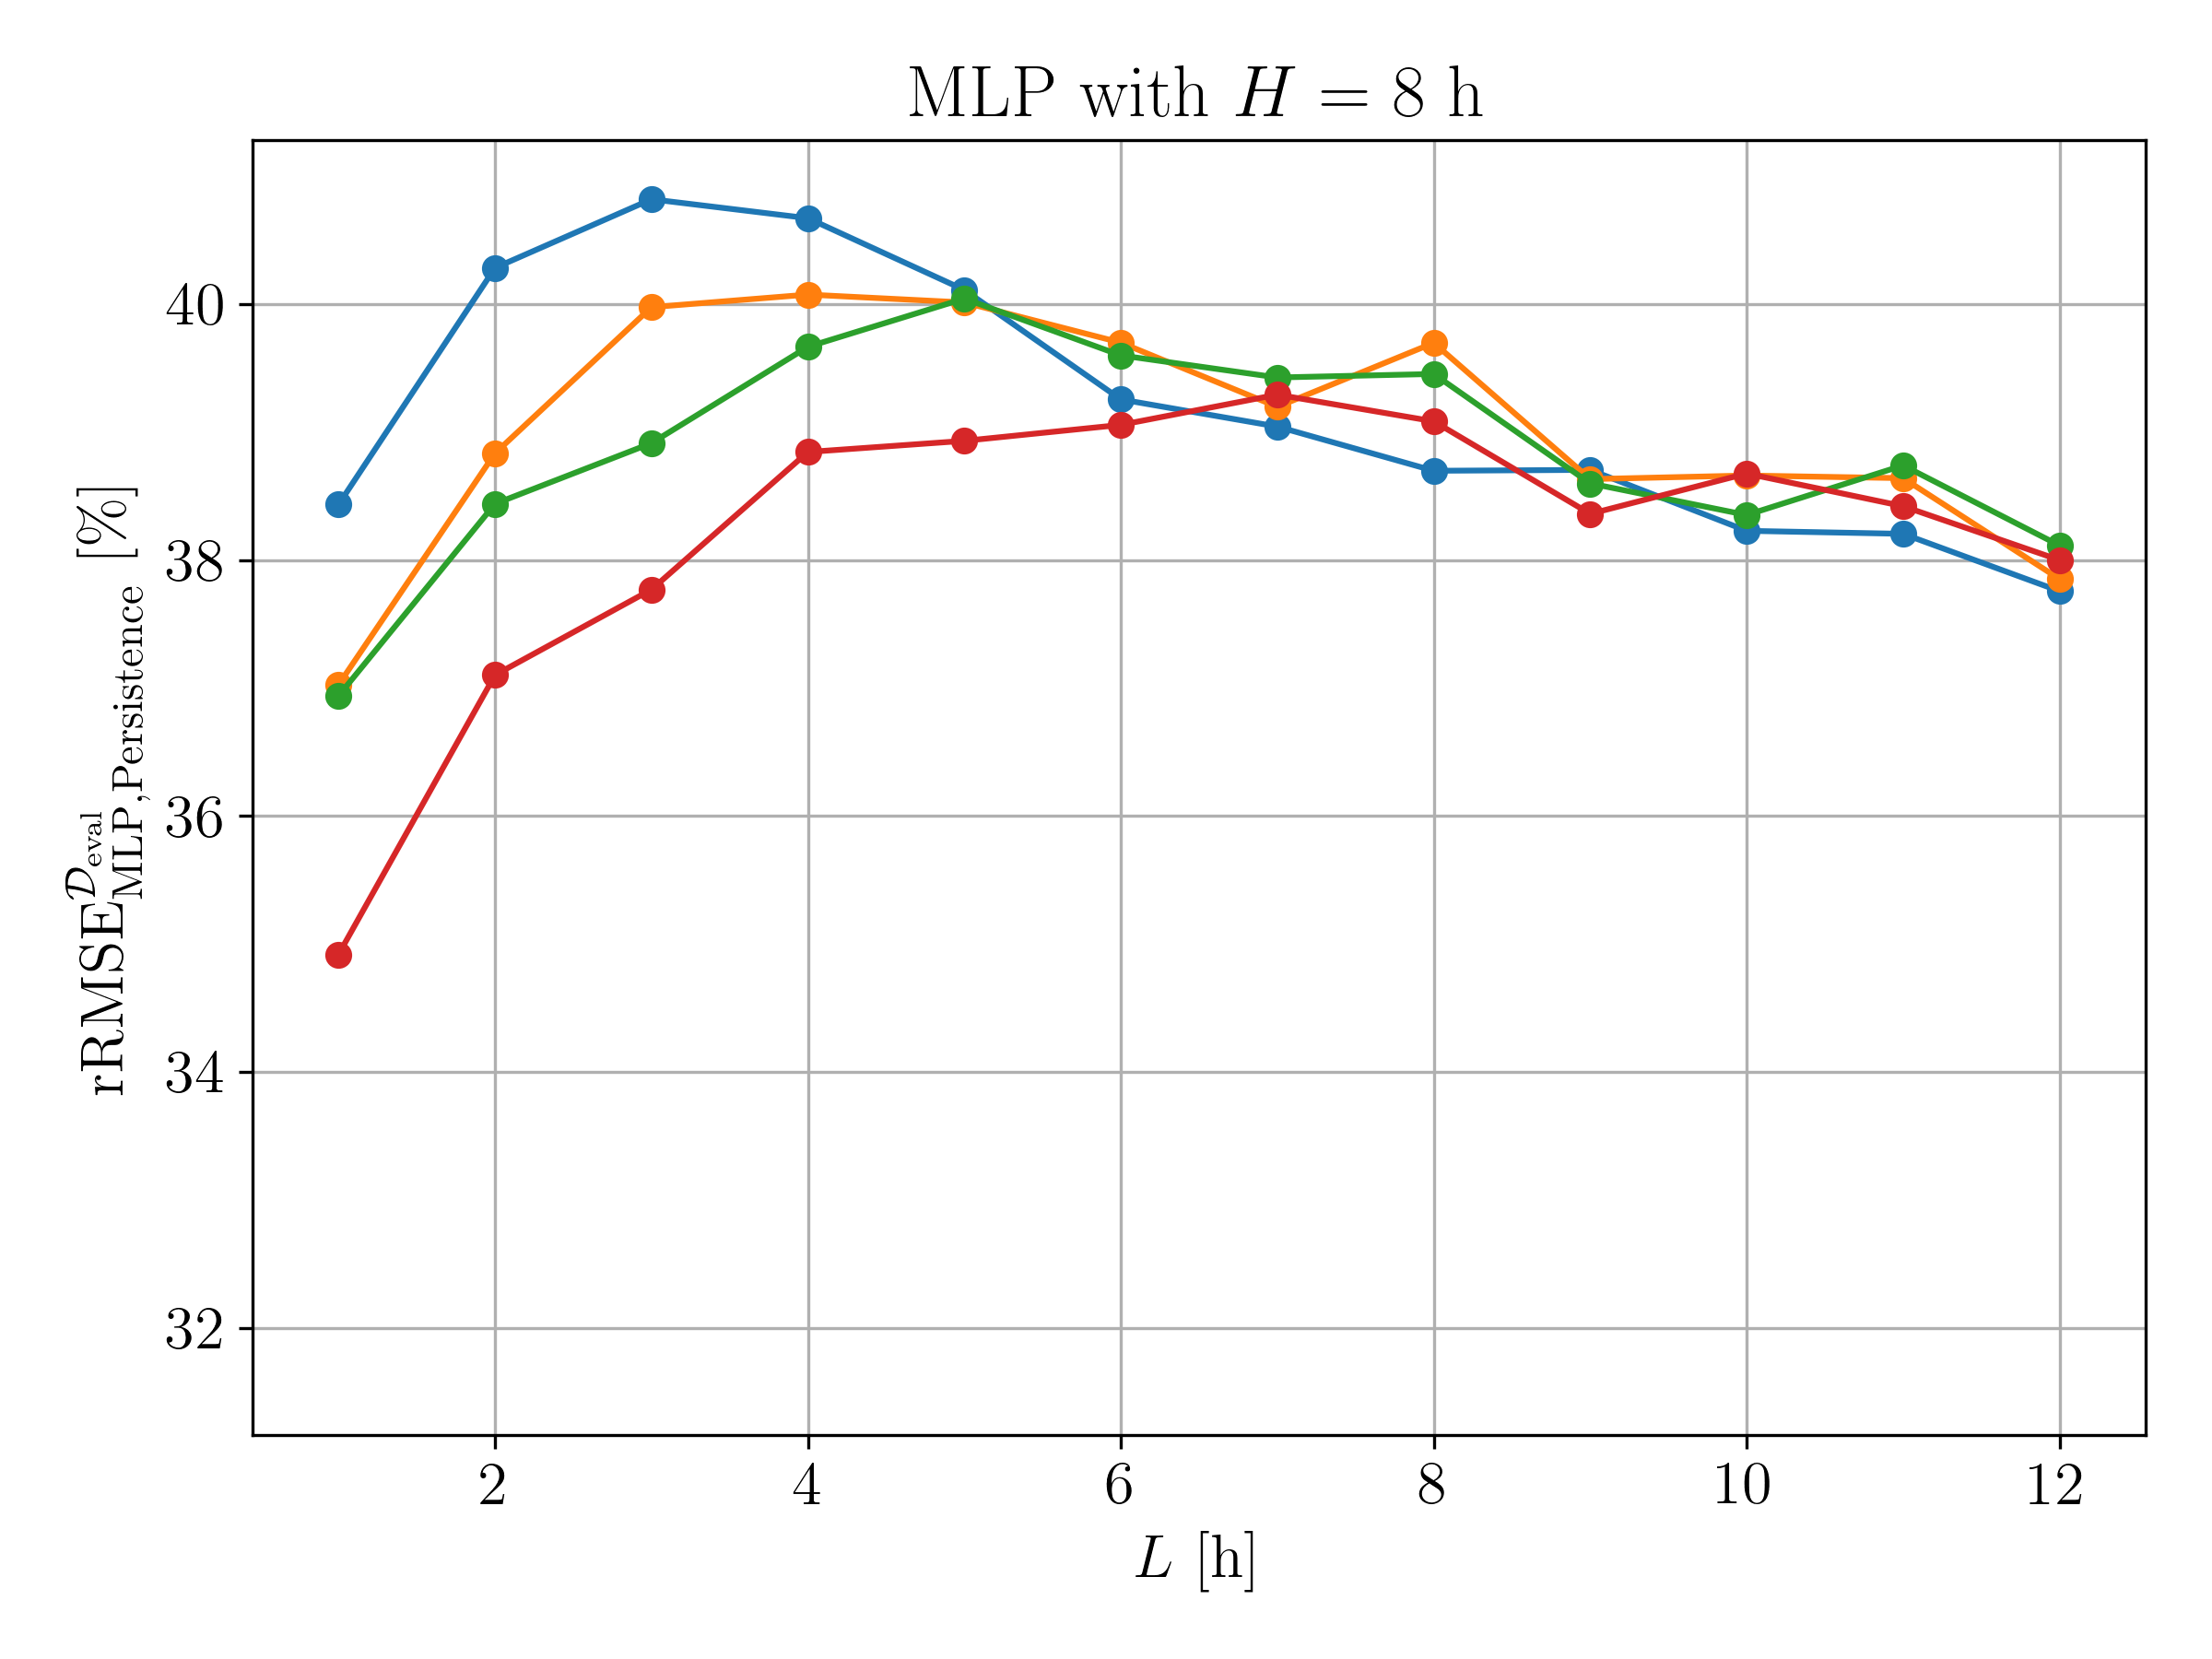 MLP with H = 8 h
rRMSE^{𝒟_eval}_{MLP,Persistence} [%]
40
38
36
34
32
2 4 6 8 10 12
L [h]